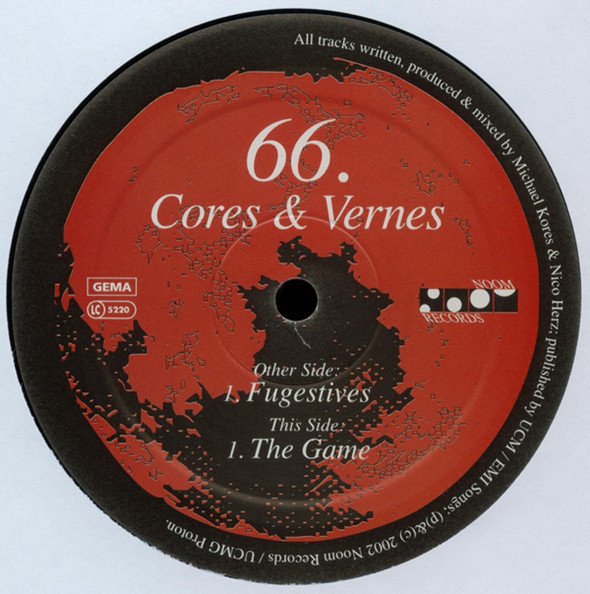 All tracks written, produced & mixed by Michael Kores & Nico Herz; published by UCM / EMI Songs; (p)&(c) 2002 Noom Records / UCMG Proton.
66.
Cores & Vernes
GEMA
LC 5220
NOOM
RECORDS
Other Side:
1. Fugestives
This Side:
1. The Game